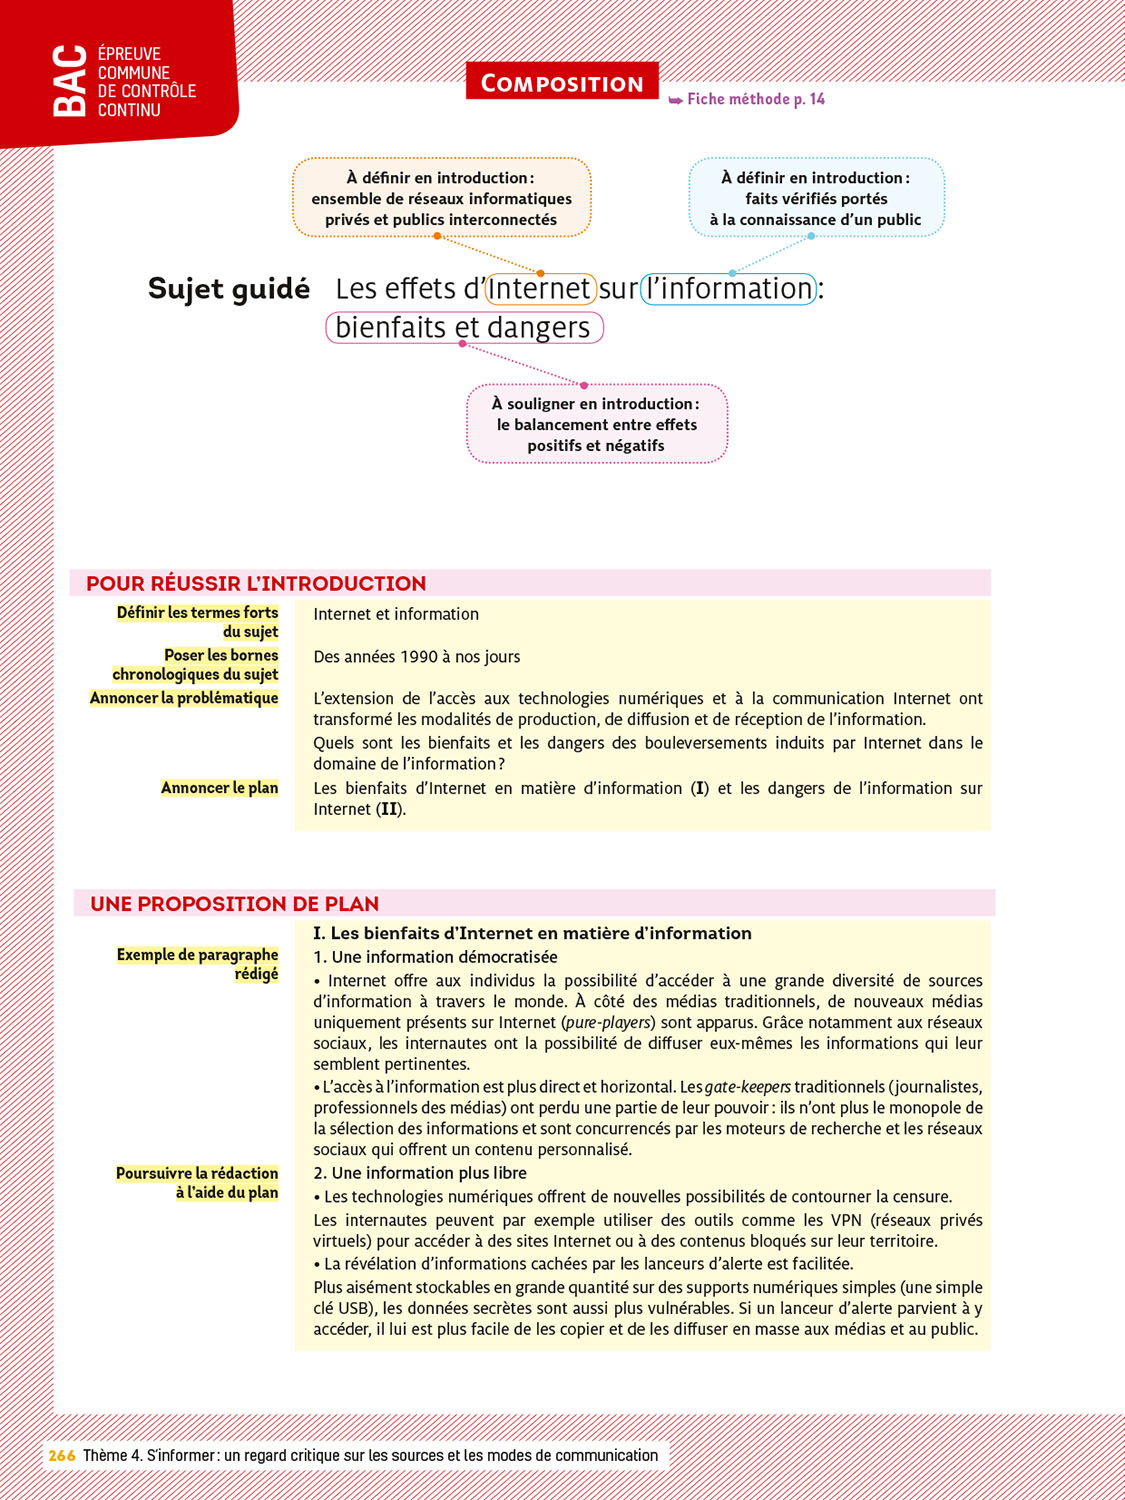 BAC
ÉPREUVE
COMMUNE
DE CONTRÔLE
CONTINU
COMPOSITION
➥ Fiche méthode p. 14
À définir en introduction :
ensemble de réseaux informatiques
privés et publics interconnectés
À définir en introduction :
faits vérifiés portés
à la connaissance d’un public
Sujet guidé Les effets d’Internet sur l’information :
bienfaits et dangers
À souligner en introduction :
le balancement entre effets
positifs et négatifs
POUR RÉUSSIR L’INTRODUCTION
Définir les termes forts
du sujet
Internet et information
Poser les bornes
chronologiques du sujet
Des années 1990 à nos jours
Annoncer la problématique
L’extension de l’accès aux technologies numériques et à la communication Internet ont
transformé les modalités de production, de diffusion et de réception de l’information.
Quels sont les bienfaits et les dangers des bouleversements induits par Internet dans le
domaine de l’information ?
Annoncer le plan
Les bienfaits d’Internet en matière d’information (I) et les dangers de l’information sur
Internet (II).
UNE PROPOSITION DE PLAN
I. Les bienfaits d’Internet en matière d’information
Exemple de paragraphe
rédigé
1. Une information démocratisée
• Internet offre aux individus la possibilité d’accéder à une grande diversité de sources
d’information à travers le monde. À côté des médias traditionnels, de nouveaux médias
uniquement présents sur Internet (pure-players) sont apparus. Grâce notamment aux réseaux
sociaux, les internautes ont la possibilité de diffuser eux-mêmes les informations qui leur
semblent pertinentes.
• L’accès à l’information est plus direct et horizontal. Les gate-keepers traditionnels (journalistes,
professionnels des médias) ont perdu une partie de leur pouvoir : ils n’ont plus le monopole de
la sélection des informations et sont concurrencés par les moteurs de recherche et les réseaux
sociaux qui offrent un contenu personnalisé.
Poursuivre la rédaction
à l’aide du plan
2. Une information plus libre
• Les technologies numériques offrent de nouvelles possibilités de contourner la censure.
Les internautes peuvent par exemple utiliser des outils comme les VPN (réseaux privés
virtuels) pour accéder à des sites Internet ou à des contenus bloqués sur leur territoire.
• La révélation d’informations cachées par les lanceurs d’alerte est facilitée.
Plus aisément stockables en grande quantité sur des supports numériques simples (une simple
clé USB), les données secrètes sont aussi plus vulnérables. Si un lanceur d’alerte parvient à y
accéder, il lui est plus facile de les copier et de les diffuser en masse aux médias et au public.
266 Thème 4. S’informer : un regard critique sur les sources et les modes de communication